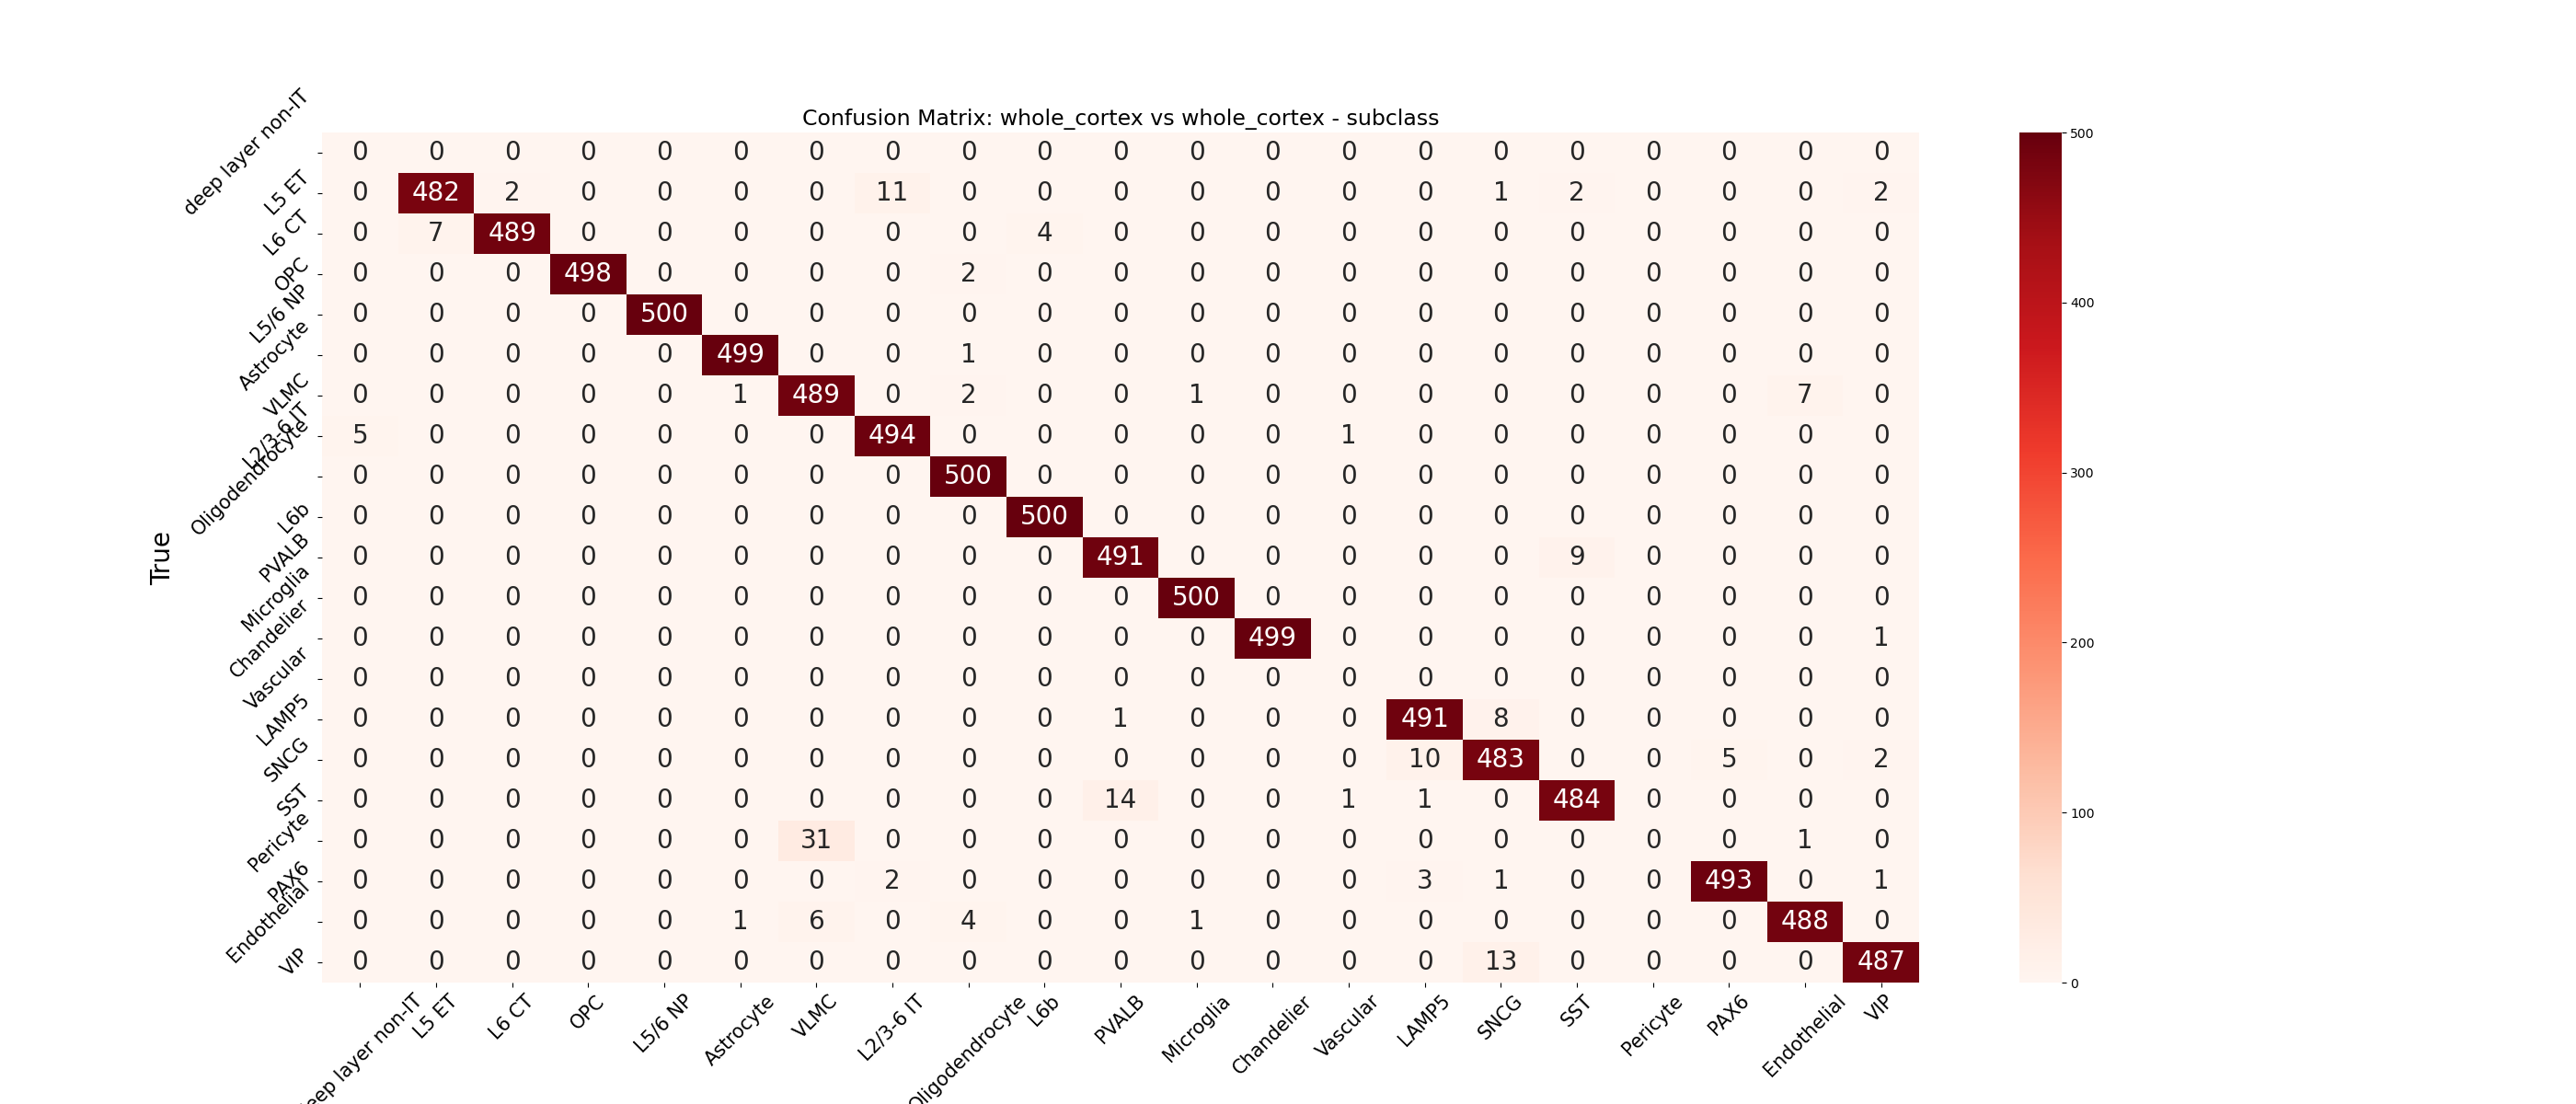 Confusion Matrix: whole_cortex vs whole_cortex - subclass
True
deep layer non-IT 0 0 0 0 0 0 0 0 0 0 0 0 0 0 0 0 0 0 0 0 0
L5 ET 0 482 2 0 0 0 0 11 0 0 0 0 0 0 0 1 2 0 0 0 2
L6 CT 0 7 489 0 0 0 0 0 0 4 0 0 0 0 0 0 0 0 0 0 0
OPC 0 0 0 498 0 0 0 0 2 0 0 0 0 0 0 0 0 0 0 0 0
L5/6 NP 0 0 0 0 500 0 0 0 0 0 0 0 0 0 0 0 0 0 0 0 0
Astrocyte 0 0 0 0 0 499 0 0 1 0 0 0 0 0 0 0 0 0 0 0 0
VLMC 0 0 0 0 0 1 489 0 2 0 0 1 0 0 0 0 0 0 0 7 0
L2/3-6 IT 5 0 0 0 0 0 0 494 0 0 0 0 0 1 0 0 0 0 0 0 0
Oligodendrocyte 0 0 0 0 0 0 0 0 500 0 0 0 0 0 0 0 0 0 0 0 0
L6b 0 0 0 0 0 0 0 0 0 500 0 0 0 0 0 0 0 0 0 0 0
PVALB 0 0 0 0 0 0 0 0 0 0 491 0 0 0 0 0 9 0 0 0 0
Microglia 0 0 0 0 0 0 0 0 0 0 0 500 0 0 0 0 0 0 0 0 0
Chandelier 0 0 0 0 0 0 0 0 0 0 0 0 499 0 0 0 0 0 0 0 1
Vascular 0 0 0 0 0 0 0 0 0 0 0 0 0 0 0 0 0 0 0 0 0
LAMP5 0 0 0 0 0 0 0 0 0 0 1 0 0 0 491 8 0 0 0 0 0
SNCG 0 0 0 0 0 0 0 0 0 0 0 0 0 0 10 483 0 0 5 0 2
SST 0 0 0 0 0 0 0 0 0 0 14 0 0 1 1 0 484 0 0 0 0
Pericyte 0 0 0 0 0 0 31 0 0 0 0 0 0 0 0 0 0 0 0 1 0
PAX6 0 0 0 0 0 0 0 2 0 0 0 0 0 0 3 1 0 0 493 0 1
Endothelial 0 0 0 0 0 1 6 0 4 0 0 1 0 0 0 0 0 0 0 488 0
VIP 0 0 0 0 0 0 0 0 0 0 0 0 0 0 0 13 0 0 0 0 487
eep layer non-IT L5 ET L6 CT OPC L5/6 NP Astrocyte VLMC L2/3-6 IT Oligodendrocyte L6b PVALB Microglia Chandelier Vascular LAMP5 SNCG SST Pericyte PAX6 Endothelial VIP
500
400
300
200
100
0